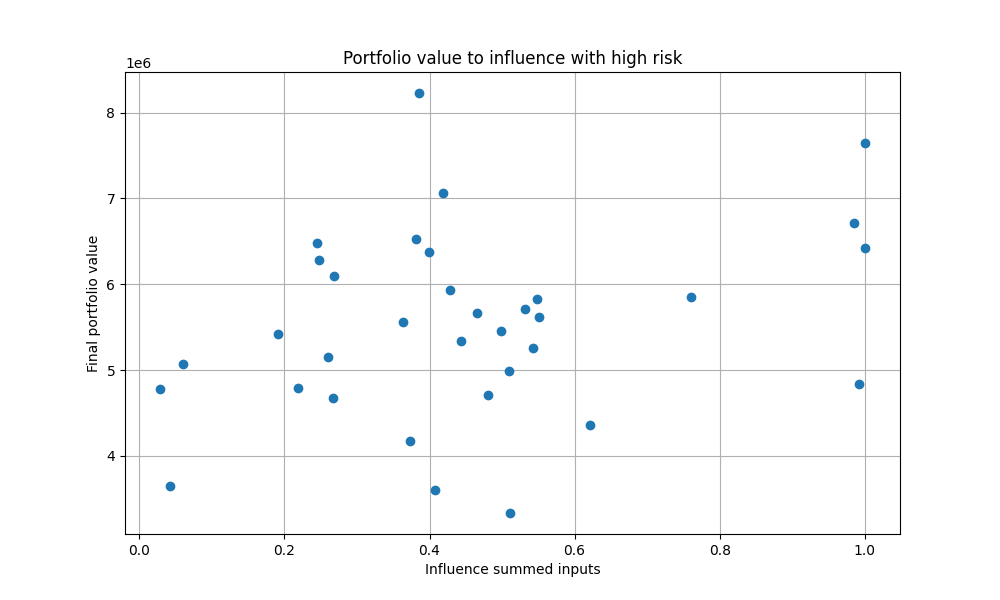 Portfolio value to influence with high risk
1e6
8
7
6
5
4
Final portfolio value
0.0 0.2 0.4 0.6 0.8 1.0
Influence summed inputs